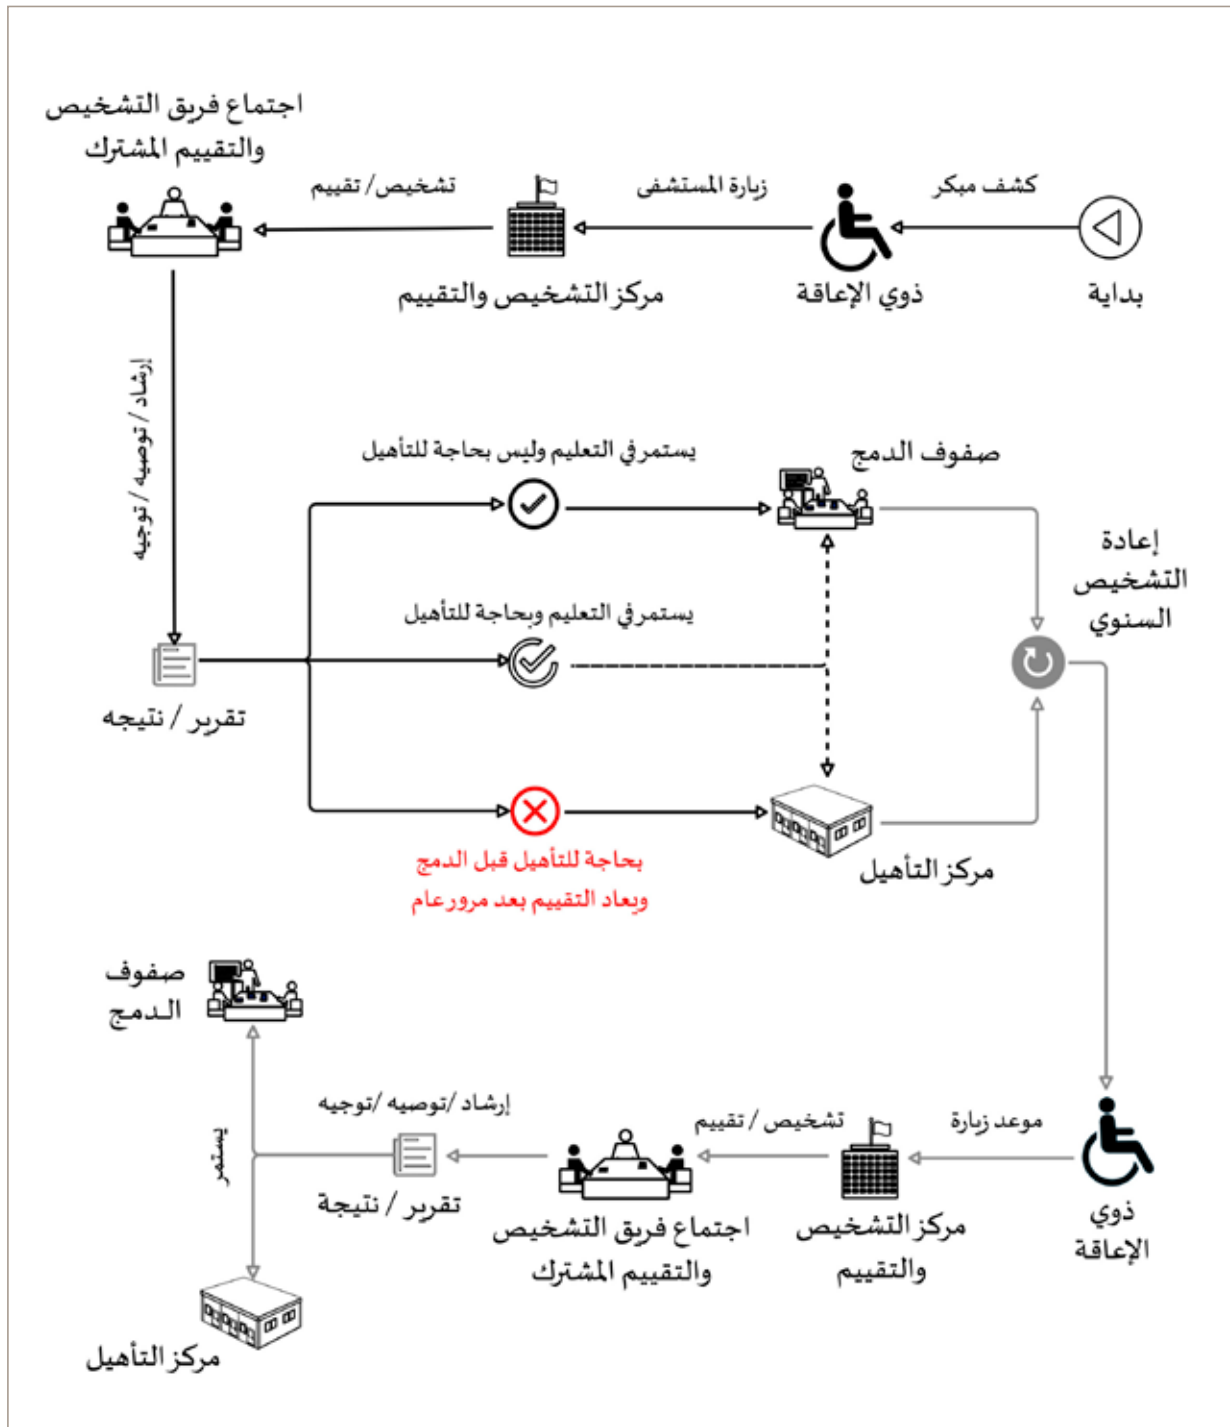 بداية
كشف مبكر
ذوي الإعاقة
زيارة المستشفى
مركز التشخيص والتقييم
تشخيص/ تقييم
اجتماع فريق التشخيص
والتقييم المشترك
إرشاد / توصيه / توجيه
تقرير / نتيجه
يستمر في التعليم وليس بحاجة للتأهيل
صفوف الدمج
يستمر في التعليم وبحاجة للتأهيل
بحاجة للتأهيل قبل الدمج
ويعاد التقييم بعد مرور عام
مركز التأهيل
إعادة
التشخيص
السنوي
ذوي
الإعاقة
موعد زيارة
مركز التشخيص
والتقييم
تشخيص / تقييم
اجتماع فريق التشخيص
والتقييم المشترك
إرشاد /توصيه /توجيه
تقرير / نتيجة
يستمر
صفوف
الدمج
مركز التأهيل